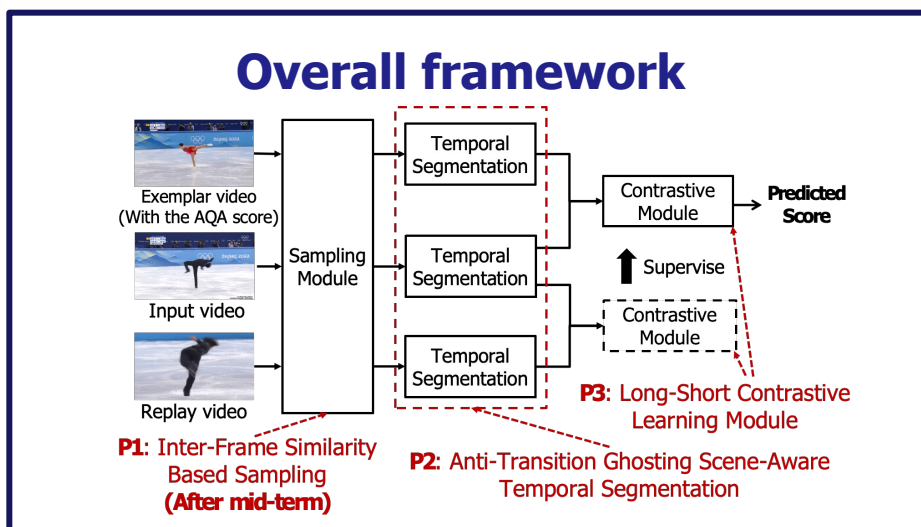 Overall framework
Exemplar video
(With the AQA score)
Input video
Replay video
Sampling
Module
Temporal
Segmentation
Temporal
Segmentation
Temporal
Segmentation
Contrastive
Module
Predicted
Score
Supervise
Contrastive
Module
P1: Inter-Frame Similarity
Based Sampling
(After mid-term)
P2: Anti-Transition Ghosting Scene-Aware
Temporal Segmentation
P3: Long-Short Contrastive
Learning Module